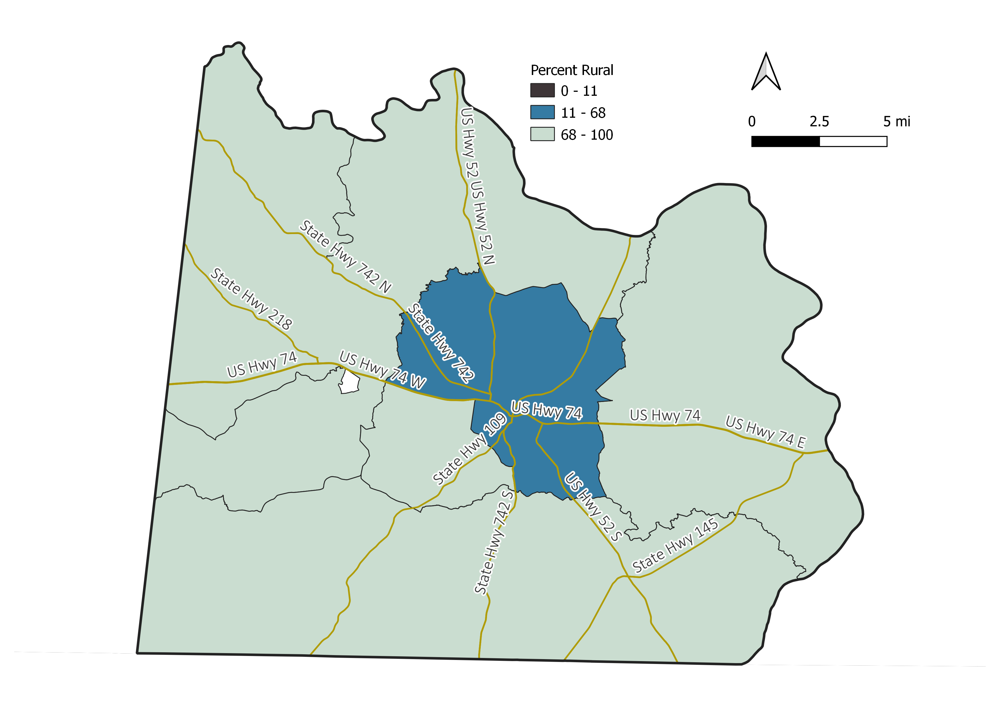 Percent Rural
0 - 11
11 - 68
68 - 100
0 2.5 5 mi
US Hwy 52
US Hwy 52 N
State Hwy 742 N
State Hwy 218
State Hwy 742
US Hwy 74
US Hwy 74 W
US Hwy 74
US Hwy 74
US Hwy 74 E
State Hwy 109
US Hwy 52 S
State Hwy 742 S
State Hwy 145